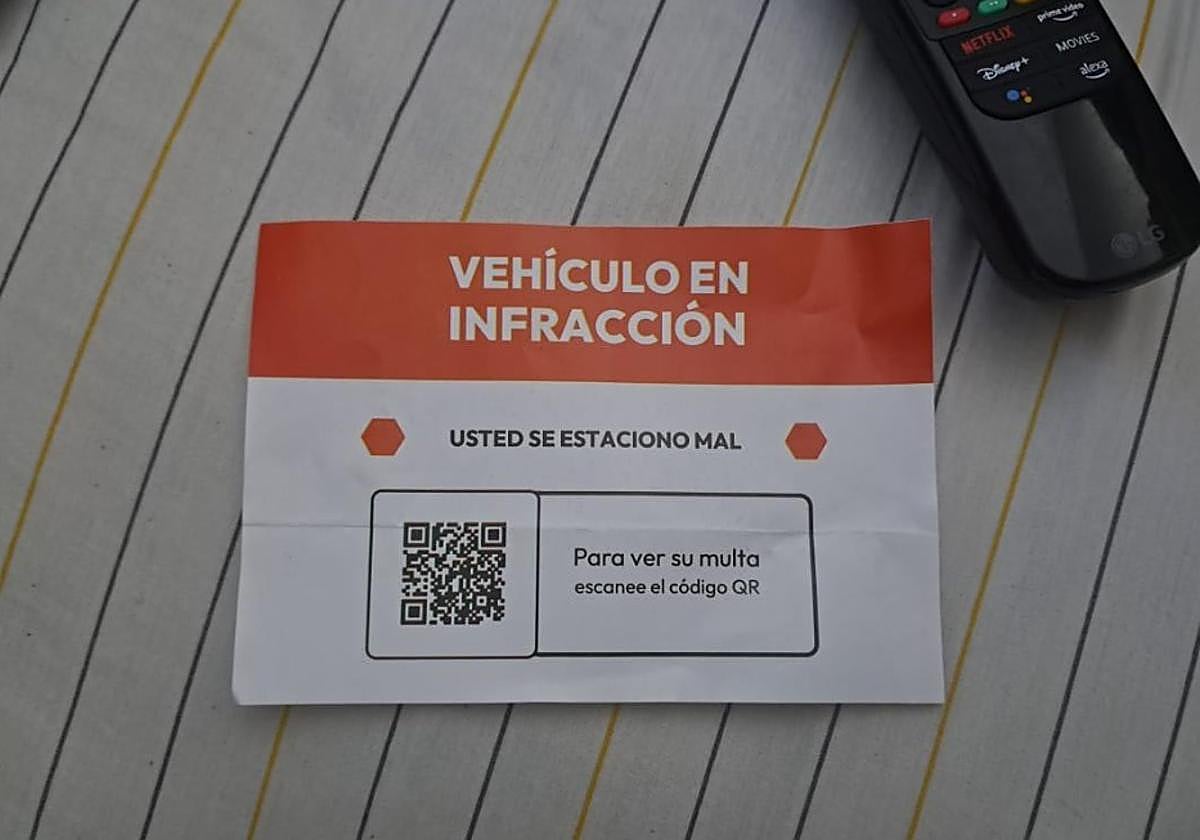 prime video
NETFLIX
MOVIES
Disney+
alexa
LG
VEHÍCULO EN
INFRACCIÓN
USTED SE ESTACIONO MAL
Para ver su multa
escanee el código QR